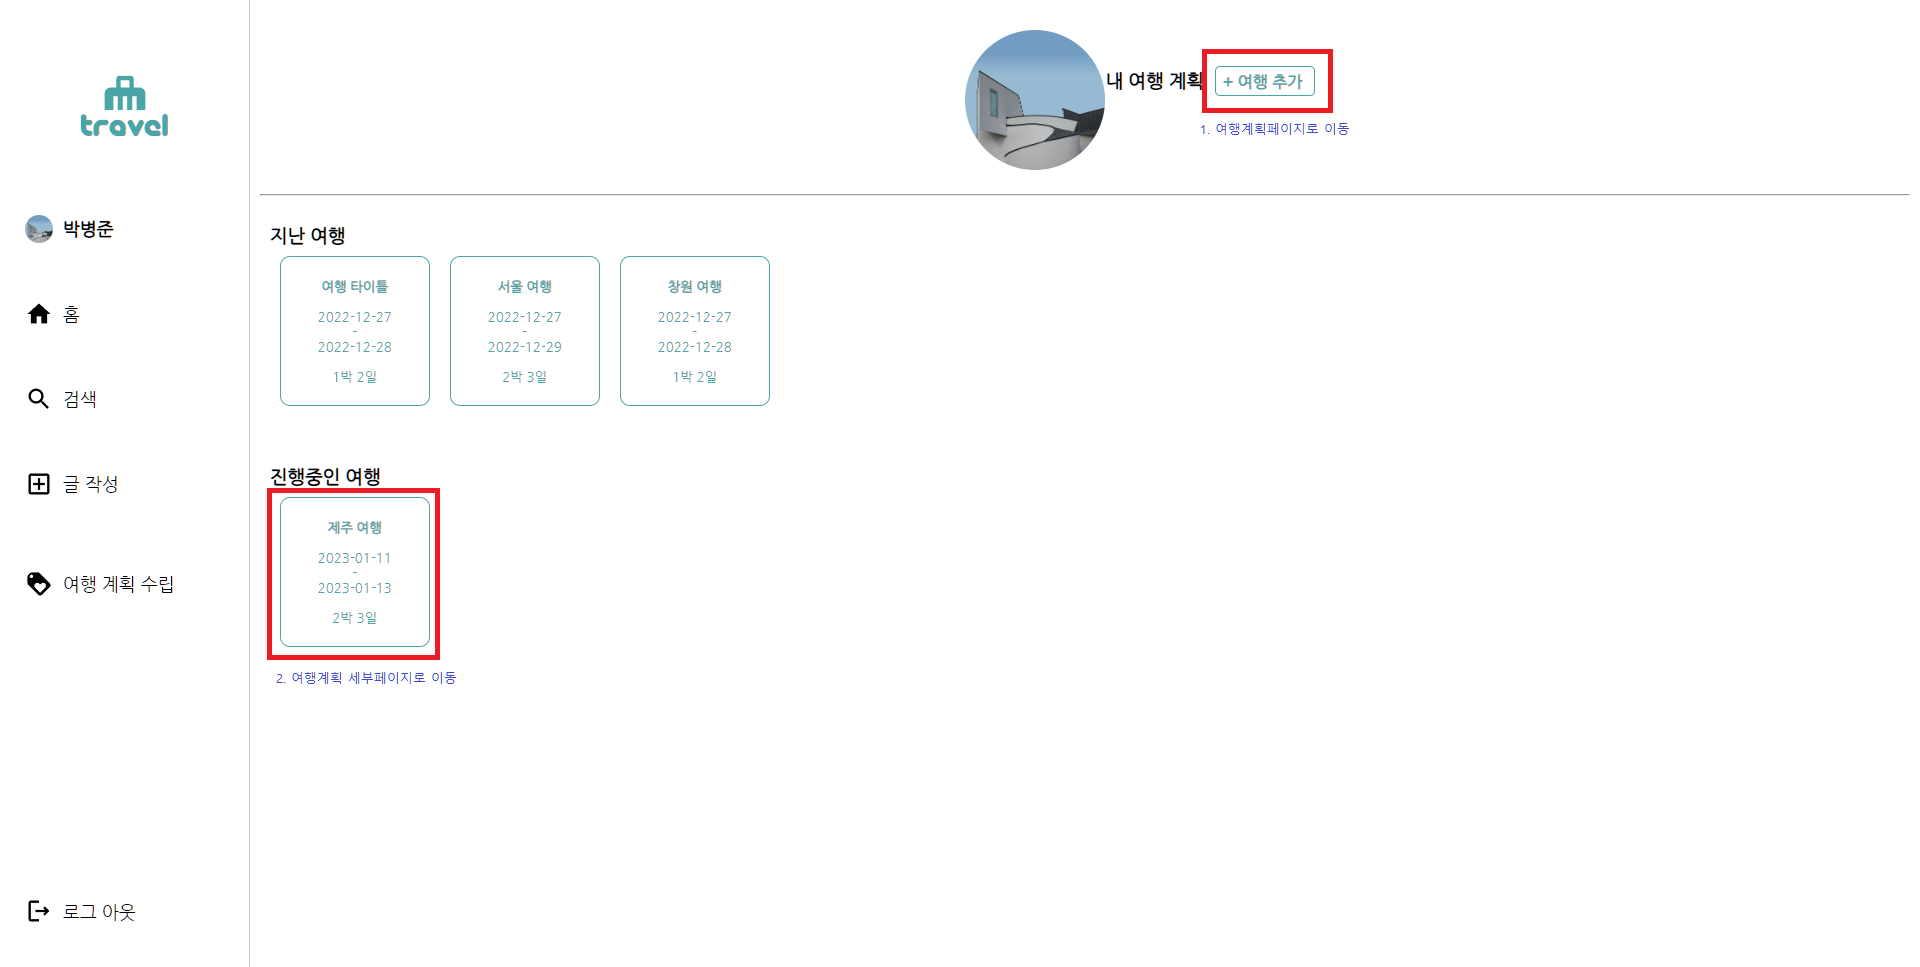 travel
박병준
홈
검색
글 작성
여행 계획 수립
로그 아웃
내 여행 계획
+ 여행 추가
1. 여행계획페이지로 이동
지난 여행
여행 타이틀
2022-12-27
-
2022-12-28
1박 2일
서울 여행
2022-12-27
-
2022-12-29
2박 3일
창원 여행
2022-12-27
-
2022-12-28
1박 2일
진행중인 여행
제주 여행
2023-01-11
-
2023-01-13
2박 3일
2. 여행계획 세부페이지로 이동